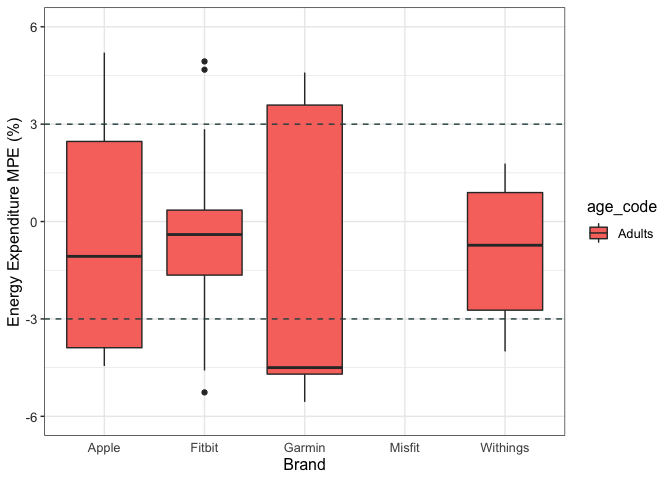 Energy Expenditure MPE (%)
6
3
0
-3
-6
Apple Fitbit Garmin Misfit Withings
Brand
age_code
Adults